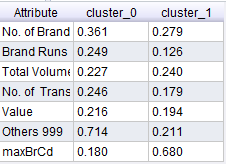 Attribute cluster_0 cluster_1
No. of Brand 0.361 0.279
Brand Runs 0.249 0.126
Total Volume 0.227 0.240
No. of Trans 0.246 0.179
Value 0.216 0.194
Others 999 0.714 0.211
maxBrCd 0.180 0.680